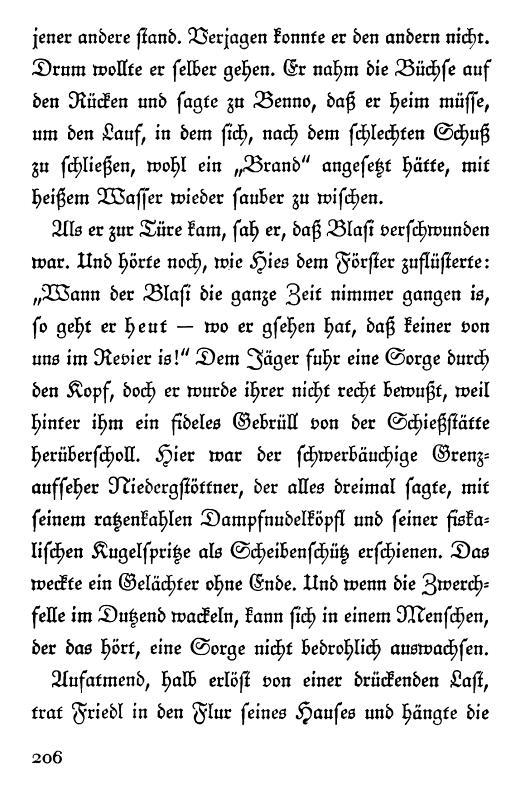 jener andere stand. Verjagen konnte er den andern nicht.
Drum wollte er selber gehen. Er nahm die Büchse auf
den Rücken und sagte zu Benno, daß er heim müsse,
um den Lauf, in dem sich, nach dem schlechten Schuß
zu schließen, wohl ein „Brand“ angesetzt hätte, mit
heißem Wasser wieder sauber zu wischen.
Als er zur Türe kam, sah er, daß Blasi verschwunden
war. Und hörte noch, wie Hies dem Förster zuflüsterte:
„Wann der Blasi die ganze Zeit nimmer gangen is,
so geht er heut — wo er gsehen hat, daß keiner von
uns im Revier is!“ Dem Jäger fuhr eine Sorge durch
den Kopf, doch er wurde ihrer nicht recht bewußt, weil
hinter ihm ein fideles Gebrüll von der Schießstätte
herüberscholl. Hier war der schwerbäuchige Grenz-
aufseher Niedergstöttner, der alles dreimal sagte, mit
seinem ratzenkahlen Dampfnudelköpfl und seiner fiska-
lischen Kugelspritze als Scheibenschütz erschienen. Das
weckte ein Gelächter ohne Ende. Und wenn die Zwerch-
felle im Dutzend wackeln, kann sich in einem Menschen,
der das hört, eine Sorge nicht bedrohlich auswachsen.
Aufatmend, halb erlöst von einer drückenden Last,
trat Friedl in den Flur seines Hauses und hängte die
206